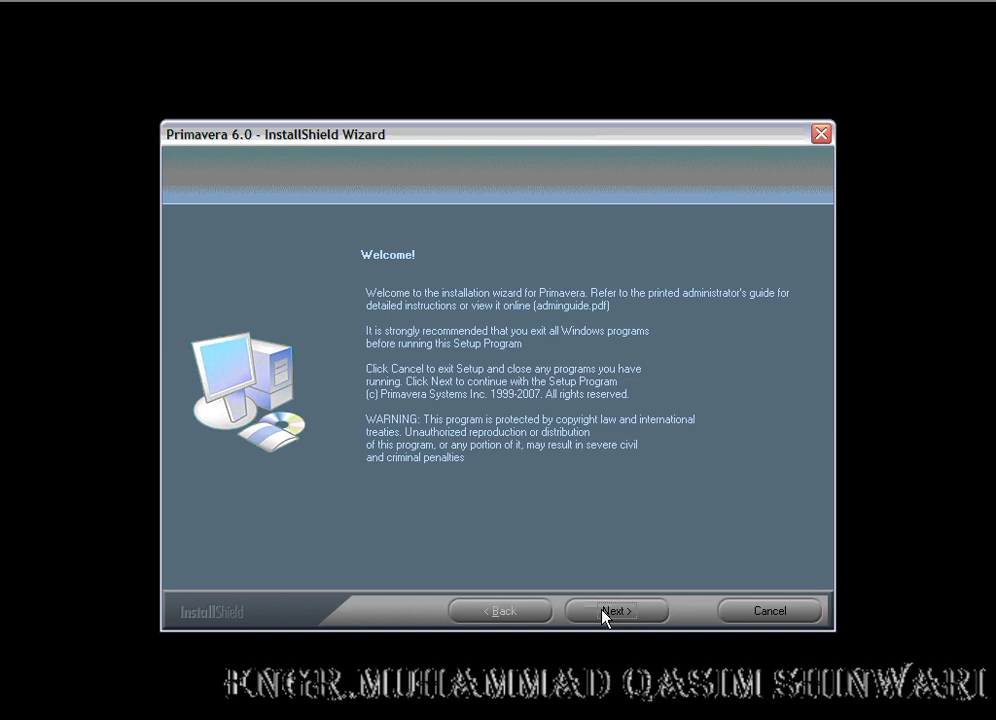 Primavera 6.0 - InstallShield Wizard
Welcome!
Welcome to the installation wizard for Primavera. Refer to the printed administrator's guide for
detailed instructions or view it online (adminguide.pdf)
It is strongly recommended that you exit all Windows programs
before running this Setup Program
Click Cancel to exit Setup and close any programs you have
running. Click Next to continue with the Setup Program
(c) Primavera Systems Inc. 1999-2007. All rights reserved.
WARNING: This program is protected by copyright law and international
treaties. Unauthorized reproduction or distribution
of this program, or any portion of it, may result in severe civil
and criminal penalties
InstallShield
< Back
Next >
Cancel
ENGR.MUHAMMAD QASIM SHINWARI